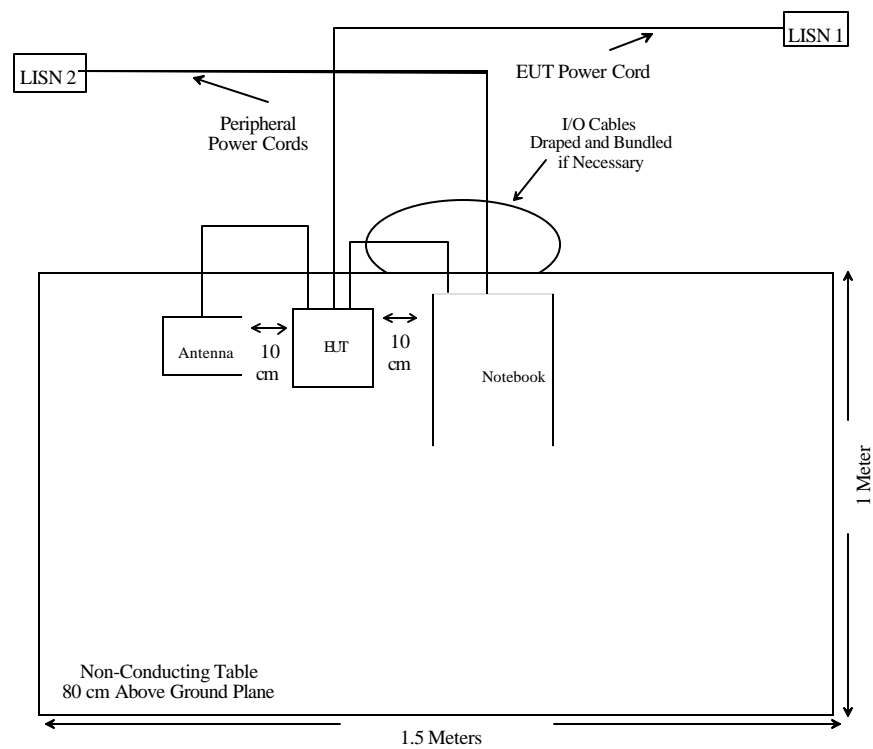 LISN 1
LISN 2
EUT Power Cord
Peripheral
Power Cords
I/O Cables
Draped and Bundled
if Necessary
Antenna
10
cm
EUT
10
cm
Notebook
1 Meter
Non-Conducting Table
80 cm Above Ground Plane
1.5 Meters